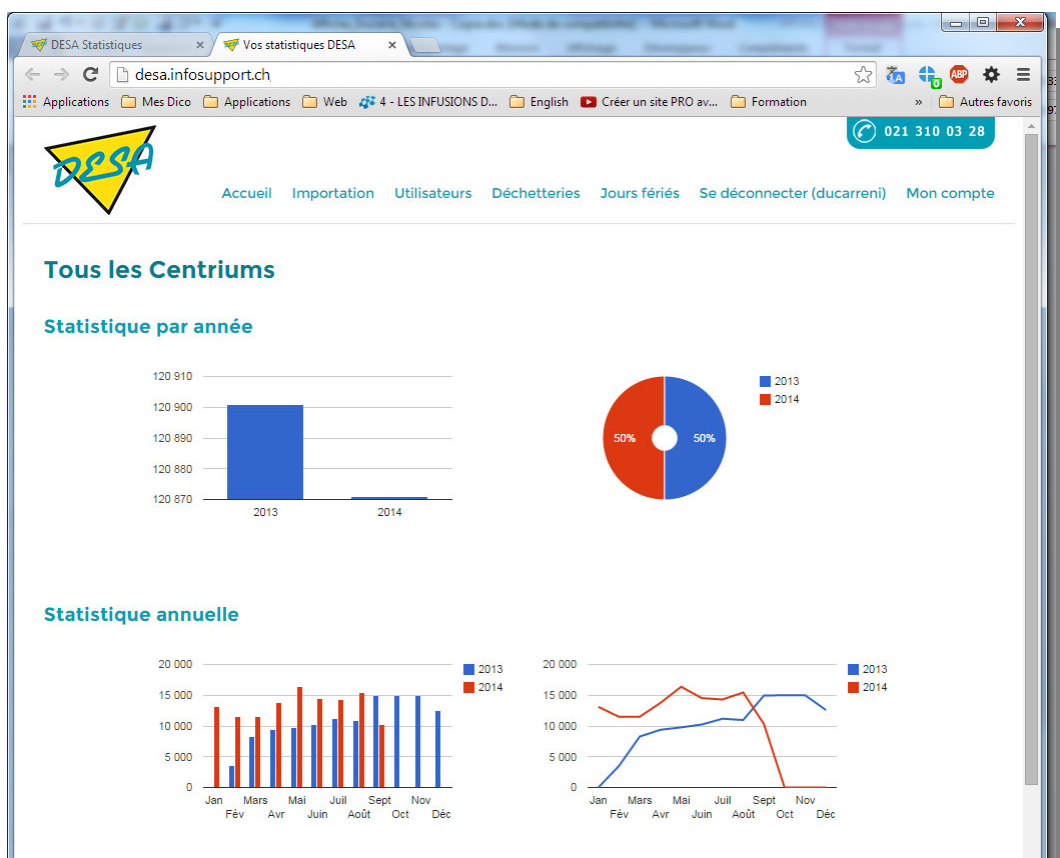 DESA Statistiques
Vos statistiques DESA
desa.infosupport.ch
Applications Mes Dico Applications Web 4 - LES INFUSIONS D... English Créer un site PRO av... Formation » Autres favoris
ABP
0
DESA
021 310 03 28
Accueil Importation Utilisateurs Déchetteries Jours fériés Se déconnecter (ducarreni) Mon compte
Tous les Centriums
Statistique par année
120 910
120 900
120 890
120 880
120 870
2013 2014
50% 50%
2013
2014
Statistique annuelle
20 000
15 000
10 000
5 000
0
Jan Mars Mai Juil Sept Nov
Fév Avr Juin Août Oct Déc
2013
2014
20 000
15 000
10 000
5 000
0
Jan Mars Mai Juil Sept Nov
Fév Avr Juin Août Oct Déc
2013
2014